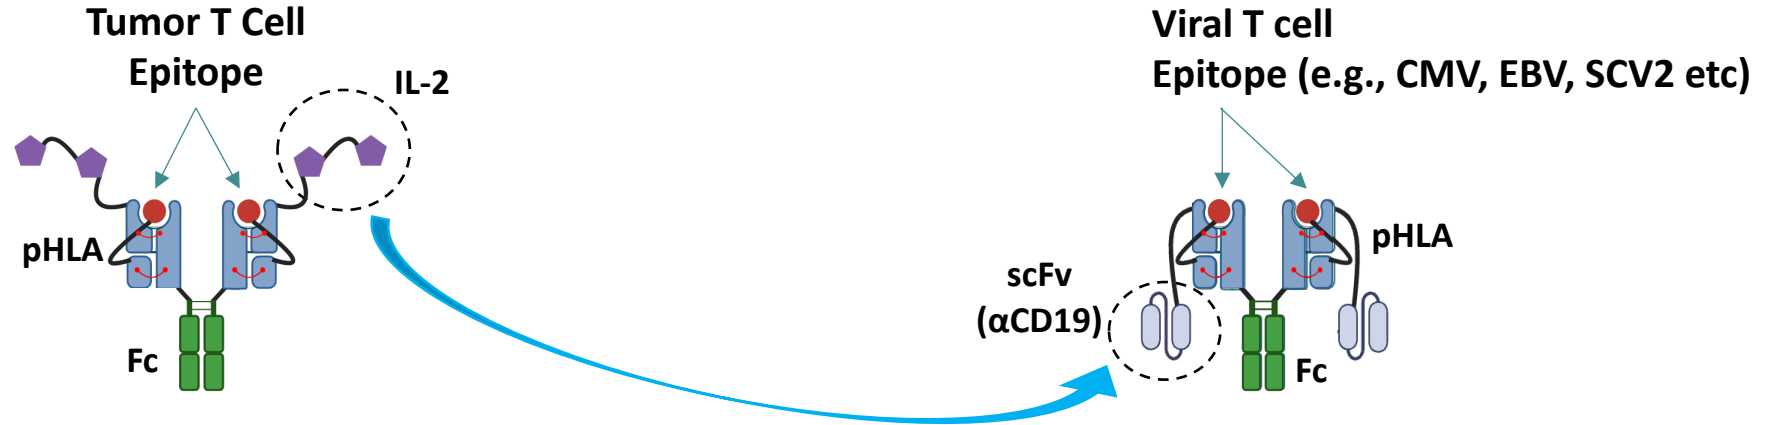 Tumor T Cell
Epitope
IL-2
pHLA
Fc
Viral T cell
Epitope (e.g., CMV, EBV, SCV2 etc)
pHLA
scFv
(αCD19)
Fc